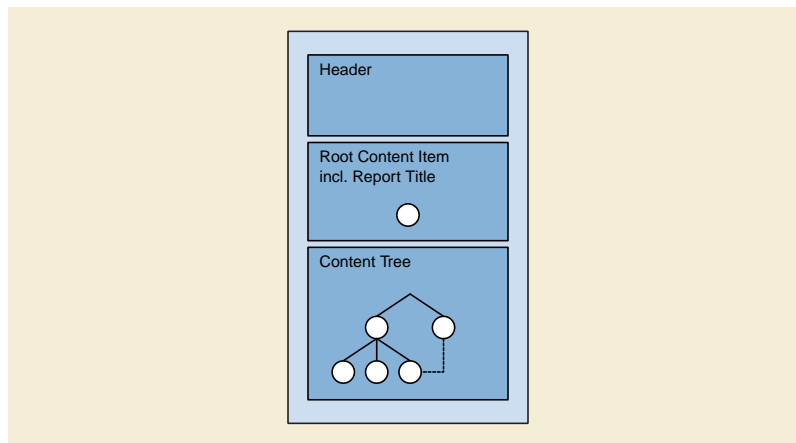 Header
Root Content Item
incl. Report Title
Content Tree